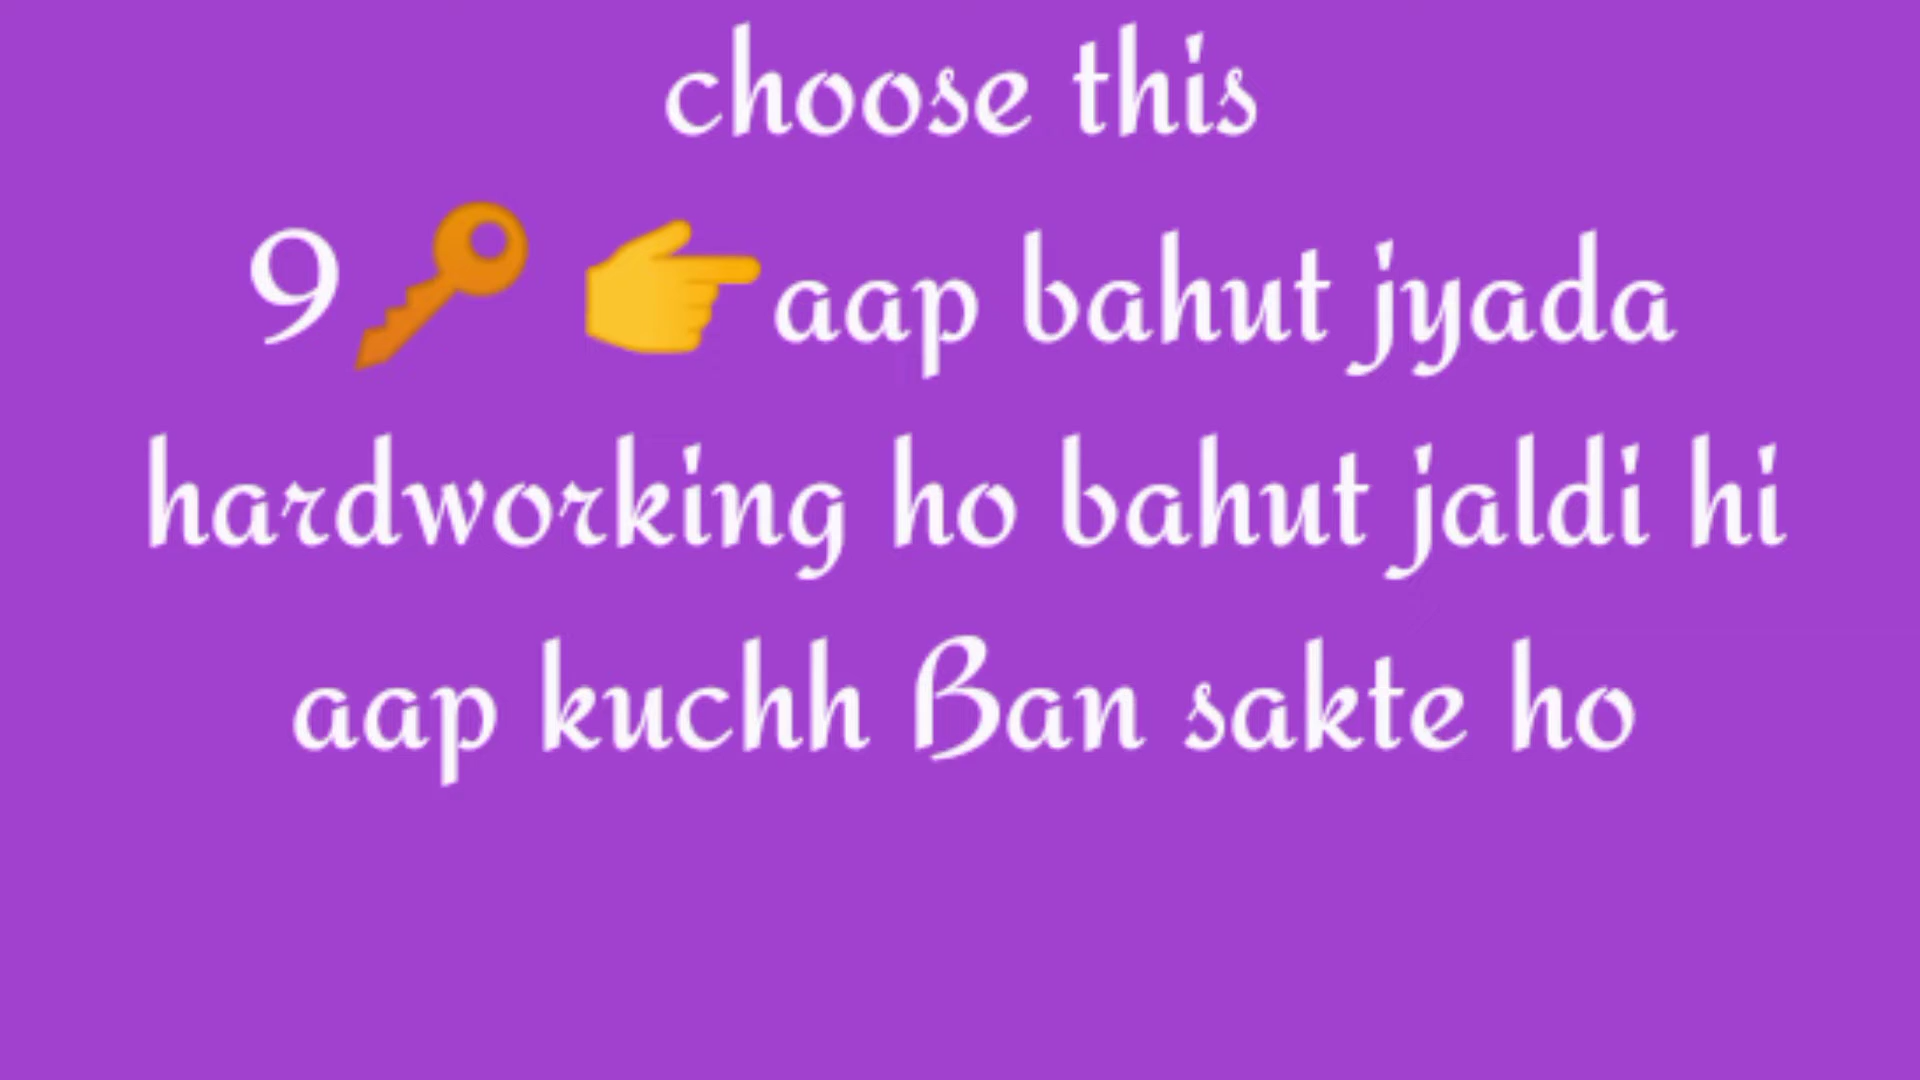 choose this
9🔑 👉aap bahut jyada
hardworking ho bahut jaldi hi
aap kuchh Ban sakte ho